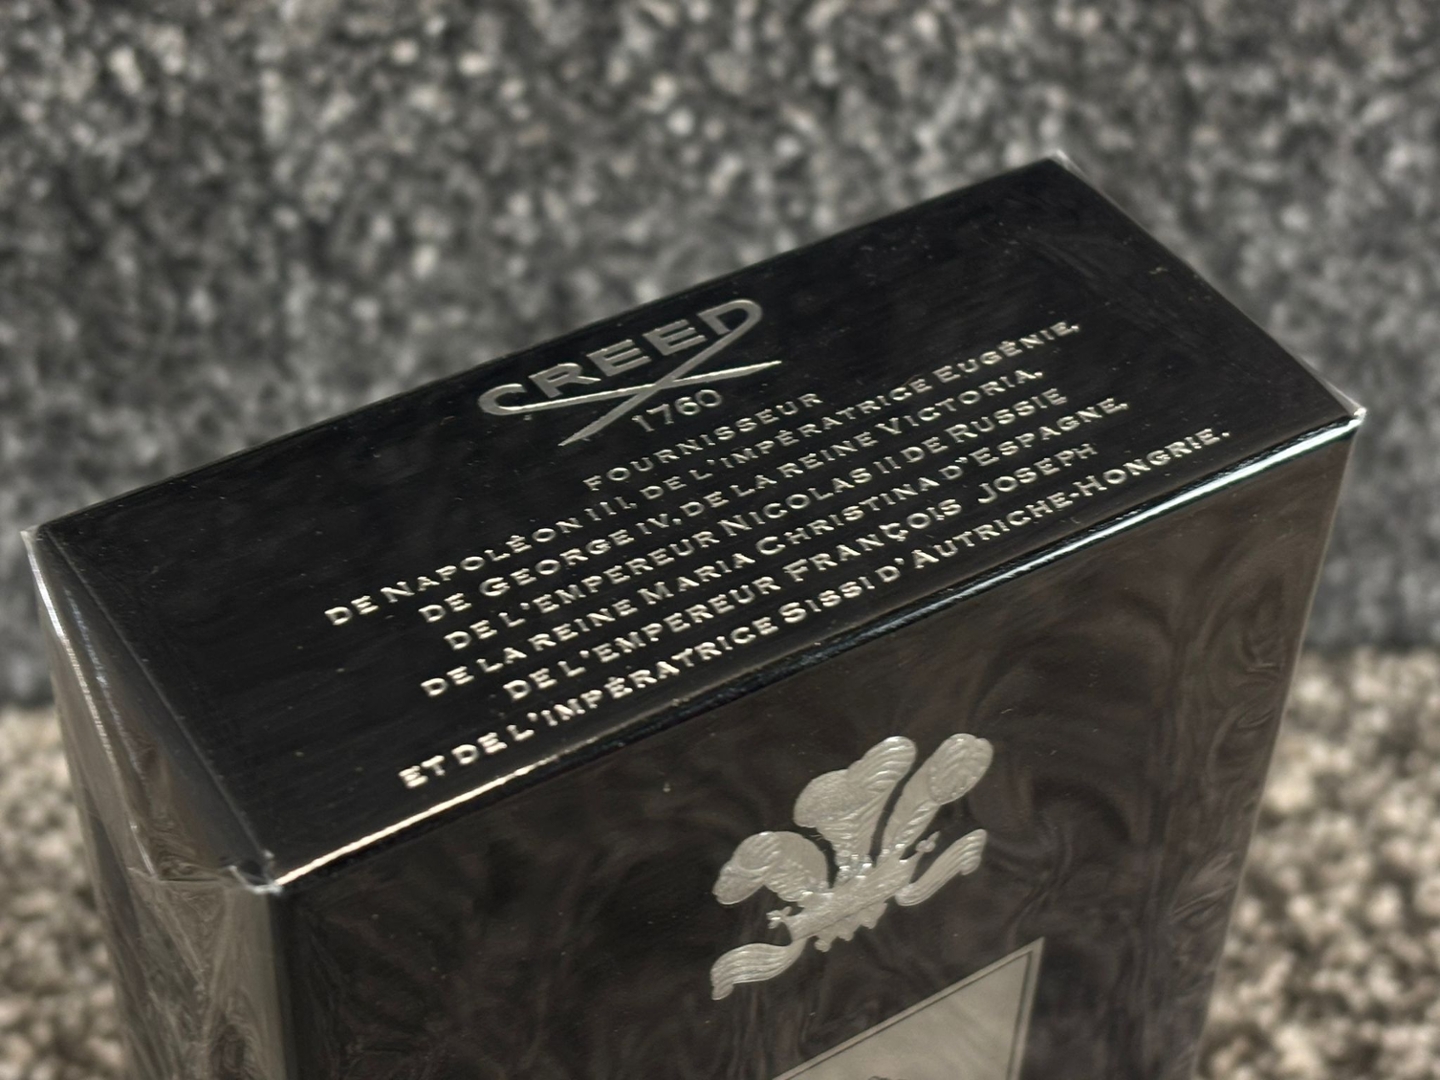 CREED
1760
FOURNISSEUR
DE NAPOLÉON III, DE L'IMPÉRATRICE EUGÉNIE,
DE GEORGE IV, DE LA REINE VICTORIA,
DE L'EMPEREUR NICOLAS II DE RUSSIE
DE LA REINE MARIA CHRISTINA D'ESPAGNE,
DE L'EMPEREUR FRANÇOIS JOSEPH
ET DE L'IMPÉRATRICE SISSI D'AUTRICHE-HONGRIE.